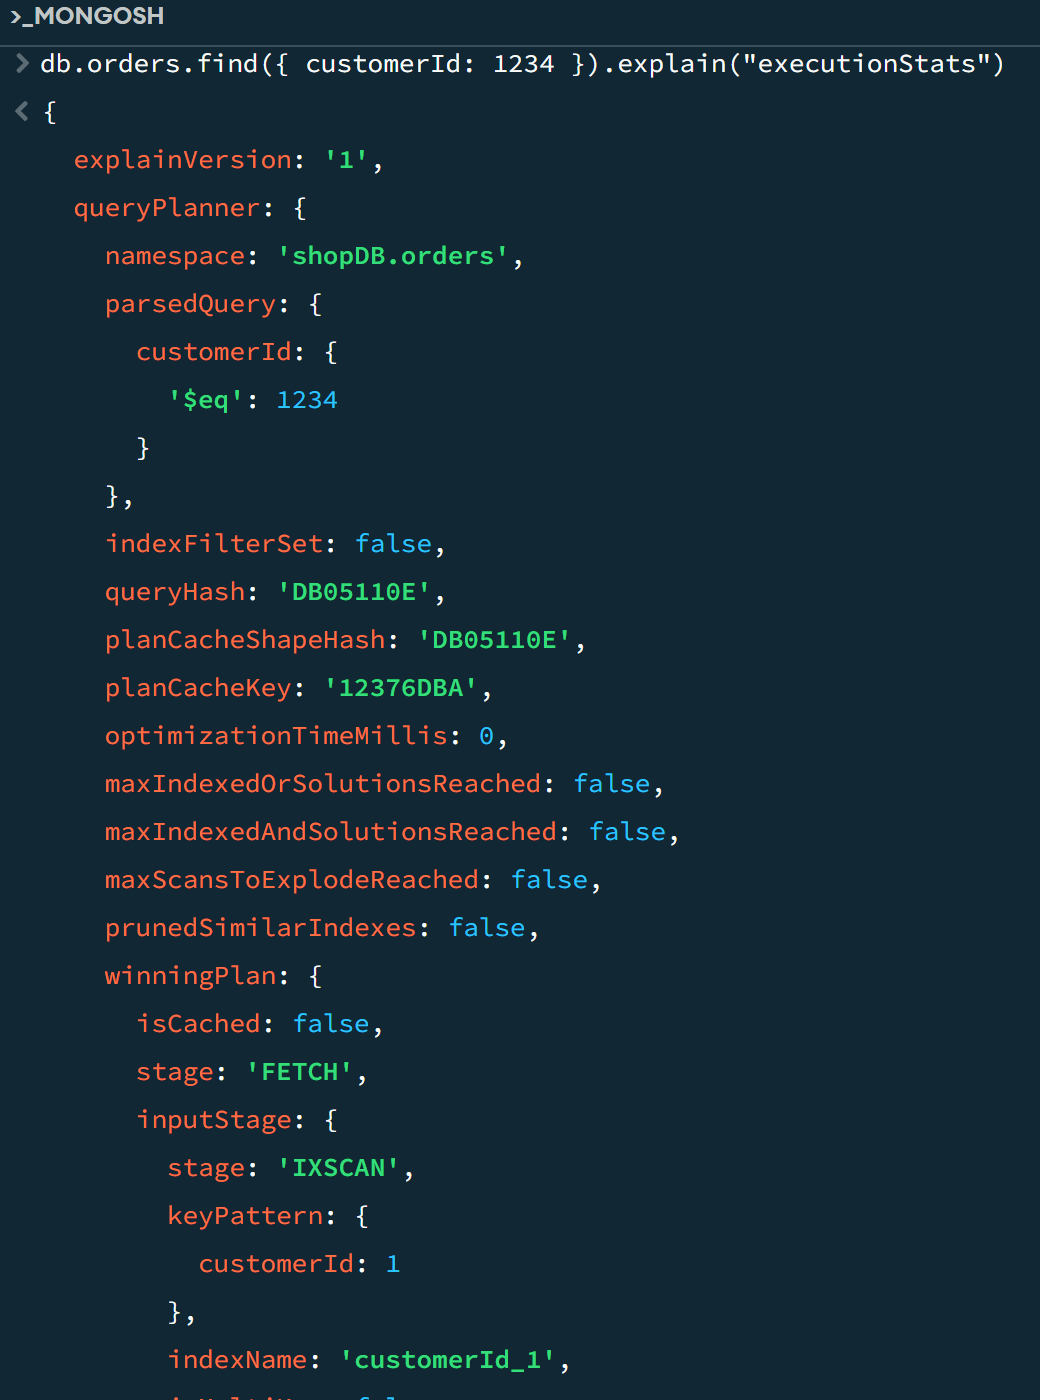 >_MONGOSH
> db.orders.find({ customerId: 1234 }).explain("executionStats")
< {
explainVersion: '1',
queryPlanner: {
namespace: 'shopDB.orders',
parsedQuery: {
customerId: {
'$eq': 1234
}
},
indexFilterSet: false,
queryHash: 'DB05110E',
planCacheShapeHash: 'DB05110E',
planCacheKey: '12376DBA',
optimizationTimeMillis: 0,
maxIndexedOrSolutionsReached: false,
maxIndexedAndSolutionsReached: false,
maxScansToExplodeReached: false,
prunedSimilarIndexes: false,
winningPlan: {
isCached: false,
stage: 'FETCH',
inputStage: {
stage: 'IXSCAN',
keyPattern: {
customerId: 1
},
indexName: 'customerId_1',